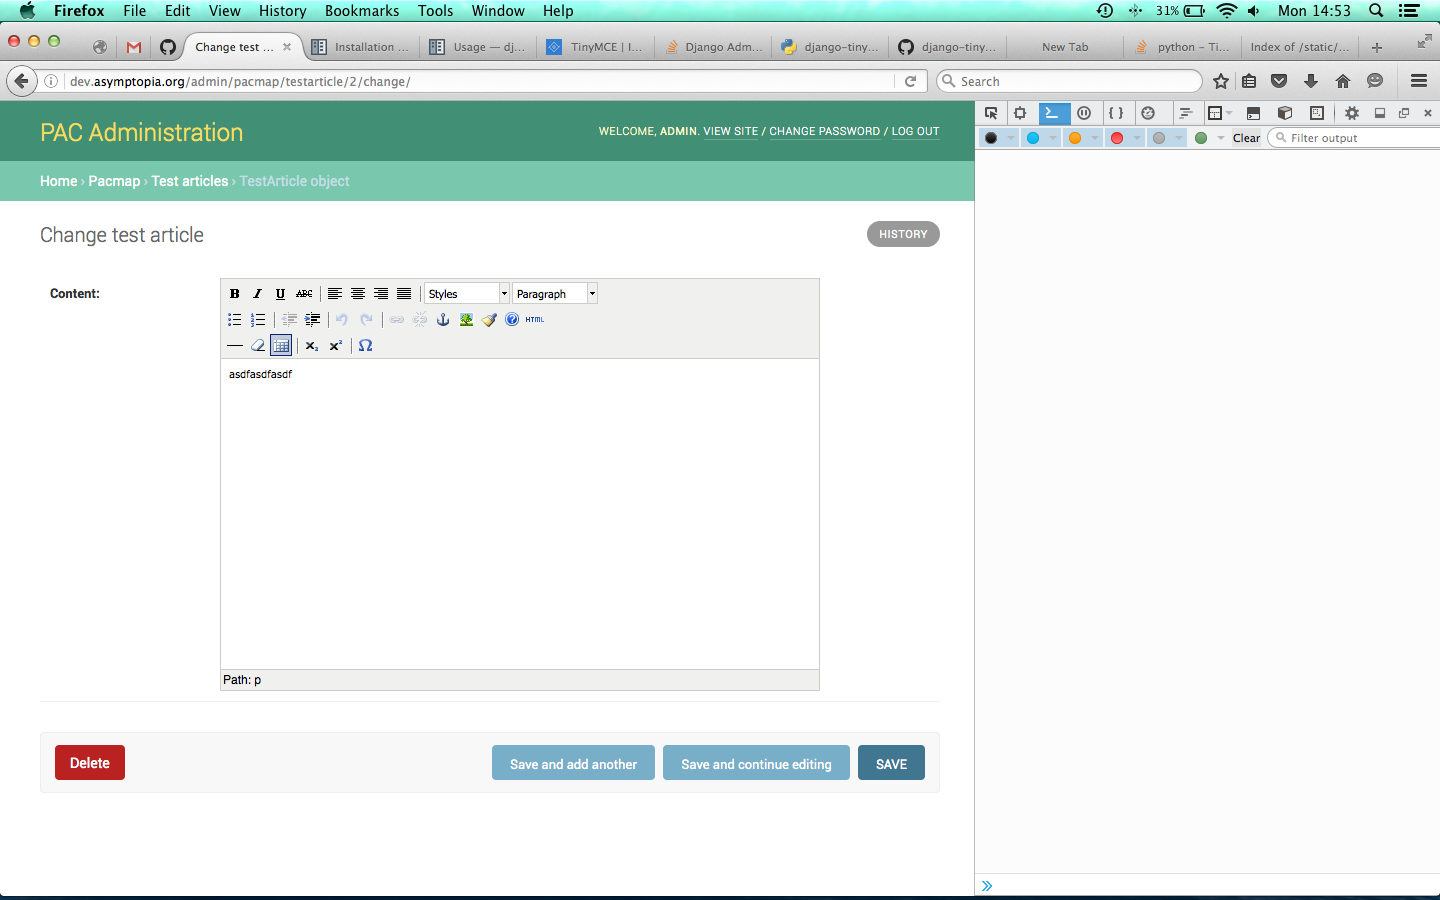 Firefox File Edit View History Bookmarks Tools Window Help 31% Mon 14:53
Change test ... Installation ... Usage — dj... TinyMCE | I... Django Adm... django-tiny... django-tiny... New Tab python - Ti... Index of /static/...
dev.asymptopia.org/admin/pacmap/testarticle/2/change/ Search
PAC Administration WELCOME, ADMIN. VIEW SITE / CHANGE PASSWORD / LOG OUT
Clear Filter output
Home › Pacmap › Test articles › TestArticle object
Change test article HISTORY
Content: B I U ABC Styles Paragraph
HTML
x₂ x² Ω
asdfasdfasdf
Path: p
Delete Save and add another Save and continue editing SAVE